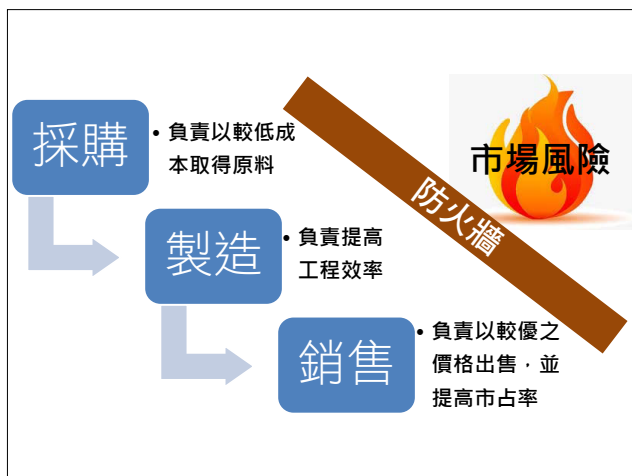 採購
• 負責以較低成
本取得原料
市場風險
防火牆
製造
• 負責提高
工程效率
銷售
• 負責以較優之
價格出售，並
提高市占率